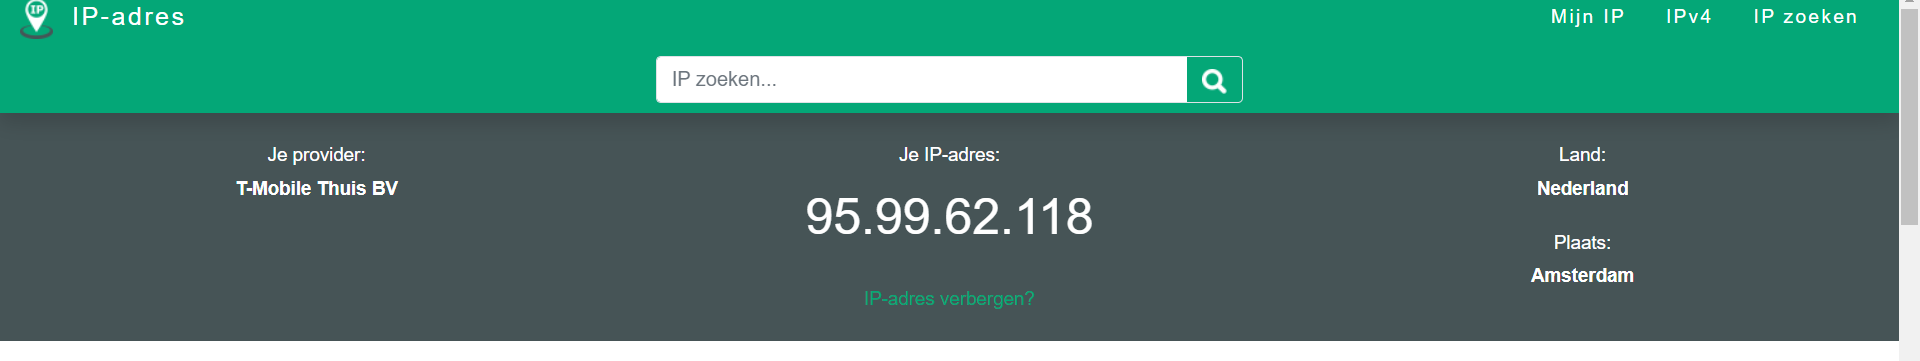 IP
IP-adres
Mijn IP
IPv4
IP zoeken
IP zoeken...
Je provider:
T-Mobile Thuis BV
Je IP-adres:
95.99.62.118
IP-adres verbergen?
Land:
Nederland
Plaats:
Amsterdam